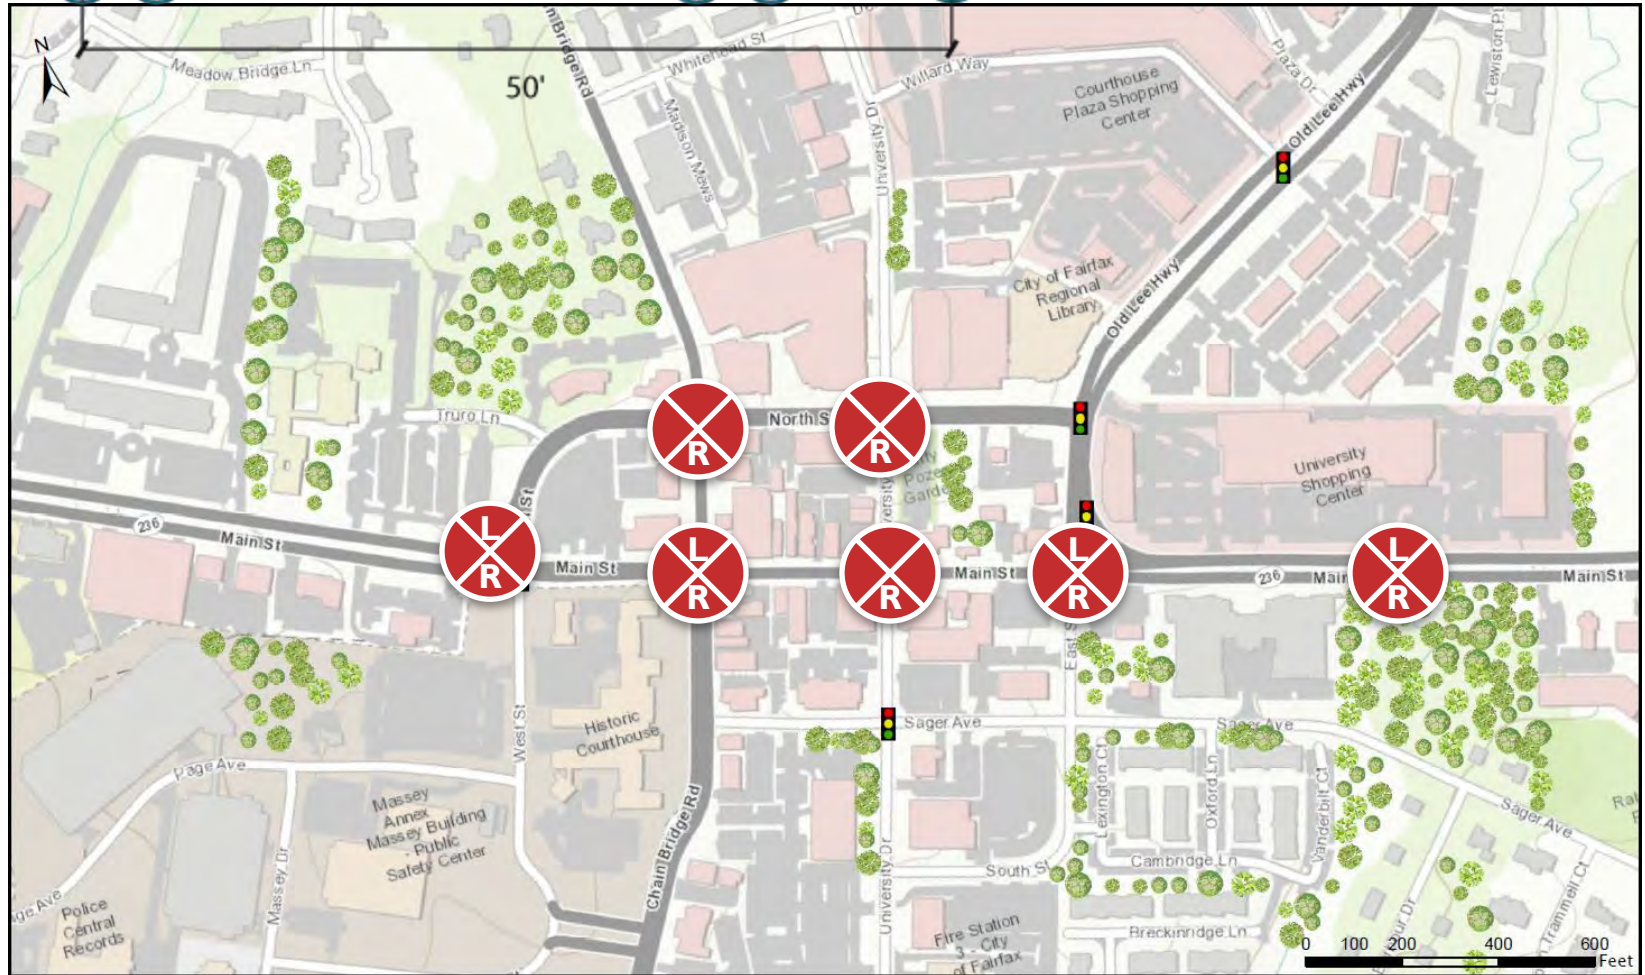 N
50'
Meadow Bridge Ln
n Bridge Rd
Whitehead St
Madison Mews
Willard Way
University Dr
Courthouse
Plaza Shopping
Center
Plaza Dr
Old Lee Hwy
Lewiston Pl
City of Fairfax
Regional
Library
Old Lee Hwy
Truro Ln
North S
R
R
University
Shopping
Center
236
Main St
L
R
Main St
L
R
R
Main St
L
R
236
Main
L
R
Main St
Historic
Courthouse
West St
Sager Ave
Sager Ave
Page Ave
Massey
Annex
Massey Building
- Public
Safety Center
Massey Dr
Chain Bridge Rd
University Dr
Lexington Ct
Oxford Ln
Vanderbilt Ct
Cambridge Ln
South St
Sager Ave
Breckinridge Ln
Police
Central
Records
Fire Station
3 - City
of Fairfax
Trammell Ct
0 100 200 400 600
Feet